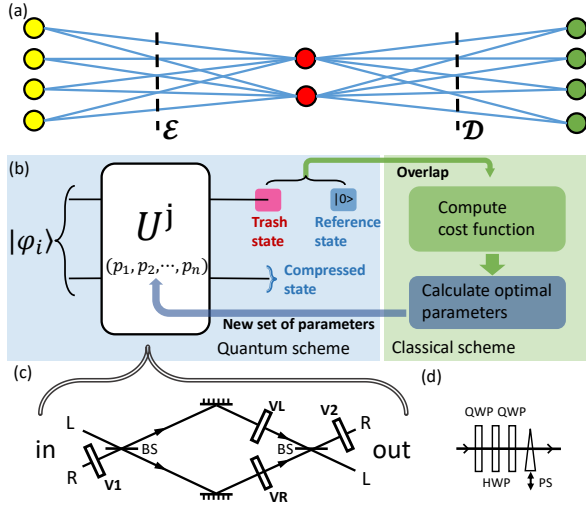 (a)
ℰ
𝒟
(b)
|φᵢ⟩
Uʲ
(p₁, p₂, ⋯, pₙ)
|0>
Trash
state
Reference
state
Compressed
state
Overlap
Compute
cost function
Calculate optimal
parameters
New set of parameters
Quantum scheme
Classical scheme
(c)
in
L
R
V1
BS
VL
VR
BS
V2
R
L
out
(d)
QWP QWP
HWP
PS